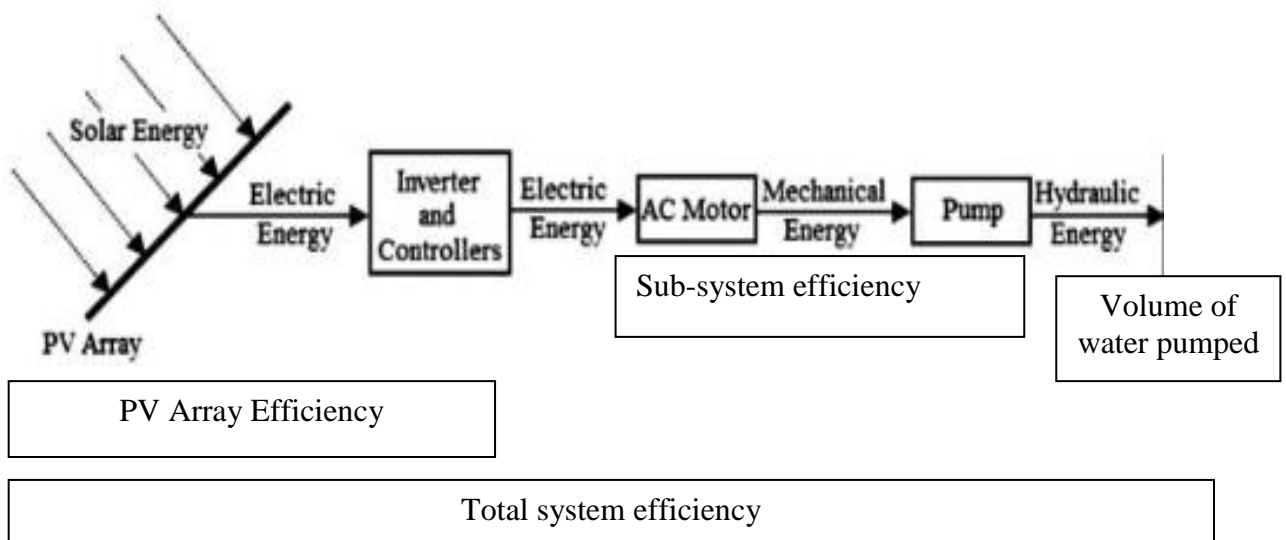 Solar Energy
PV Array
Electric
Energy
Inverter
and
Controllers
Electric
Energy
AC Motor
Mechanical
Energy
Pump
Hydraulic
Energy
Sub-system efficiency
Volume of
water pumped
PV Array Efficiency
Total system efficiency